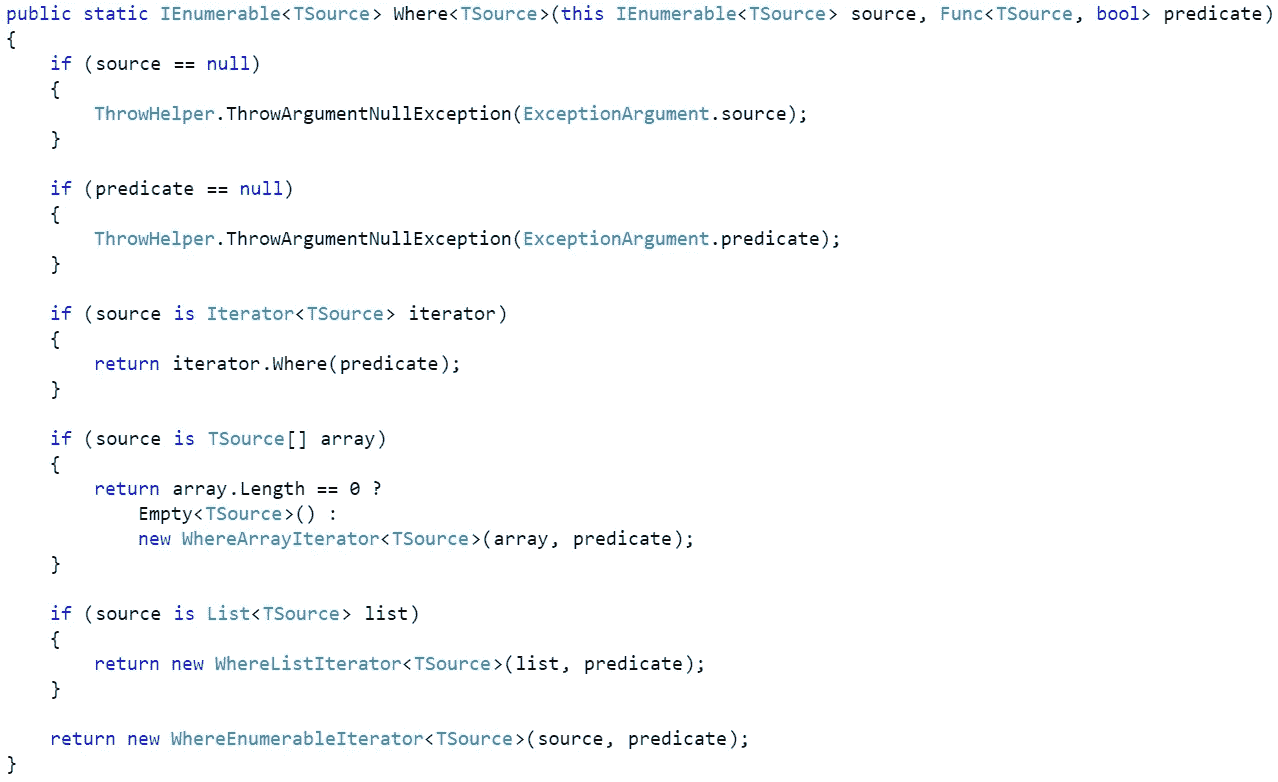 public static IEnumerable<TSource> Where<TSource>(this IEnumerable<TSource> source, Func<TSource, bool> predicate)
{
    if (source == null)
    {
        ThrowHelper.ThrowArgumentNullException(ExceptionArgument.source);
    }

    if (predicate == null)
    {
        ThrowHelper.ThrowArgumentNullException(ExceptionArgument.predicate);
    }

    if (source is Iterator<TSource> iterator)
    {
        return iterator.Where(predicate);
    }

    if (source is TSource[] array)
    {
        return array.Length == 0 ?
            Empty<TSource>() :
            new WhereArrayIterator<TSource>(array, predicate);
    }

    if (source is List<TSource> list)
    {
        return new WhereListIterator<TSource>(list, predicate);
    }

    return new WhereEnumerableIterator<TSource>(source, predicate);
}